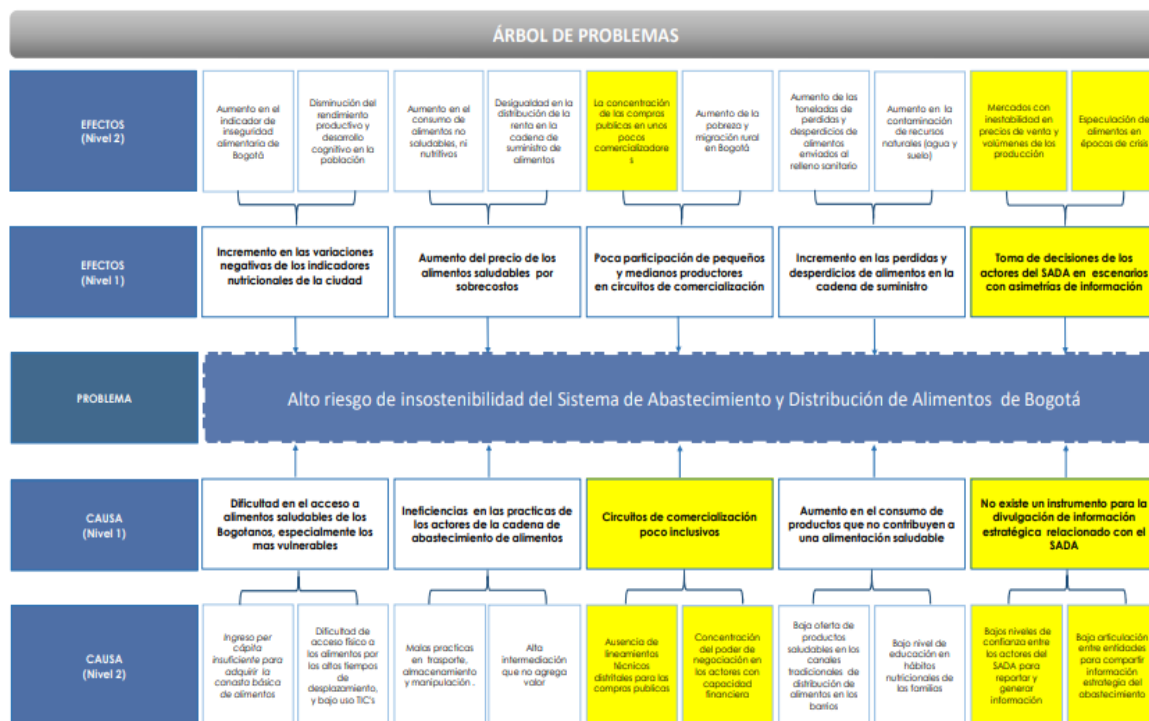 ÁRBOL DE PROBLEMAS
EFECTOS
(Nivel 2)
Aumento en el
indicador de
inseguridad
alimentaria de
Bogotá
Disminución del
rendimiento
productivo y
desarrollo
cognitivo en la
población
Aumento en el
consumo de
alimentos no
saludables, ni
nutritivos
Desigualdad en la
distribución de la
renta en la
cadena de
suministro de
alimentos
La concentración
de las compras
publicas en unos
pocos
comercializadore
s
Aumento de la
pobreza y
migración rural
en Bogotá
Aumento de las
toneladas de
perdidas y
desperdicios de
alimentos
enviados al
relleno sanitario
Aumento en la
contaminación
de recursos
naturales (agua y
suelo)
Mercados con
inestabilidad en
precios de venta y
volúmenes de los
producción
Especulación de
alimentos en
épocas de crisis
EFECTOS
(Nivel 1)
Incremento en las variaciones
negativas de los indicadores
nutricionales de la ciudad
Aumento del precio de los
alimentos saludables por
sobrecostos
Poca participación de pequeños
y medianos productores
en circuitos de comercialización
Incremento en las perdidas y
desperdicios de alimentos en la
cadena de suministro
Toma de decisiones de los
actores del SADA en escenarios
con asimetrías de información
PROBLEMA
Alto riesgo de insostenibilidad del Sistema de Abastecimiento y Distribución de Alimentos de Bogotá
CAUSA
(Nivel 1)
Dificultad en el acceso a
alimentos saludables de los
Bogotanos, especialmente los
mas vulnerables
Ineficiencias en las practicas de
los actores de la cadena de
abastecimiento de alimentos
Circuitos de comercialización
poco inclusivos
Aumento en el consumo de
productos que no contribuyen a
una alimentación saludable
No existe un instrumento para la
divulgación de información
estratégica relacionado con el
SADA
CAUSA
(Nivel 2)
Ingreso per
cápita
insuficiente para
adquirir la
canasta básica
de alimentos
Dificultad de
acceso físico a
los alimentos por
los altos tiempos
de
desplazamiento,
y bajo uso TIC's
Malas practicas en
trasporte,
almacenamiento
y manipulación .
Alta
intermediación
que no agrega
valor
Ausencia de
lineamientos
técnicos
distritales para las
compras publicas
Concentración
del poder de
negociación en
los actores con
capacidad
financiera
Baja oferta de
productos
saludables en los
canales
tradicionales de
distribución de
alimentos en los
barrios
Bajo nivel de
educación en
hábitos
nutricionales de
las familias
Bajos niveles de
confianza entre
los actores del
SADA para
reportar y
generar
información
Baja articulación
entre entidades
para compartir
información
estrategia del
abastecimiento